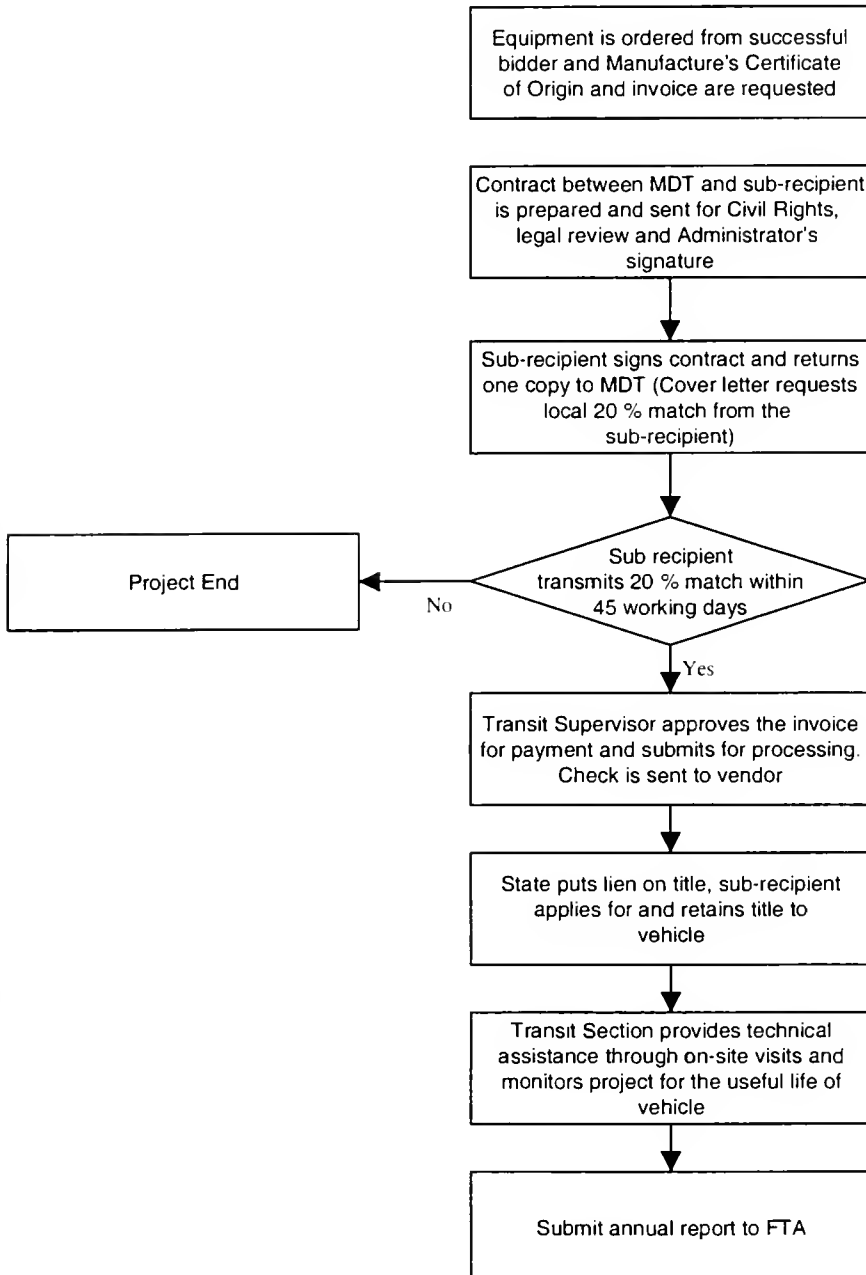 Equipment is ordered from successful
bidder and Manufacture's Certificate
of Origin and invoice are requested
Contract between MDT and sub-recipient
is prepared and sent for Civil Rights,
legal review and Administrator's
signature
Sub-recipient signs contract and returns
one copy to MDT (Cover letter requests
local 20 % match from the
sub-recipient)
Sub recipient
transmits 20 % match within
45 working days
Project End
No
Yes
Transit Supervisor approves the invoice
for payment and submits for processing.
Check is sent to vendor
State puts lien on title, sub-recipient
applies for and retains title to
vehicle
Transit Section provides technical
assistance through on-site visits and
monitors project for the useful life of
vehicle
Submit annual report to FTA